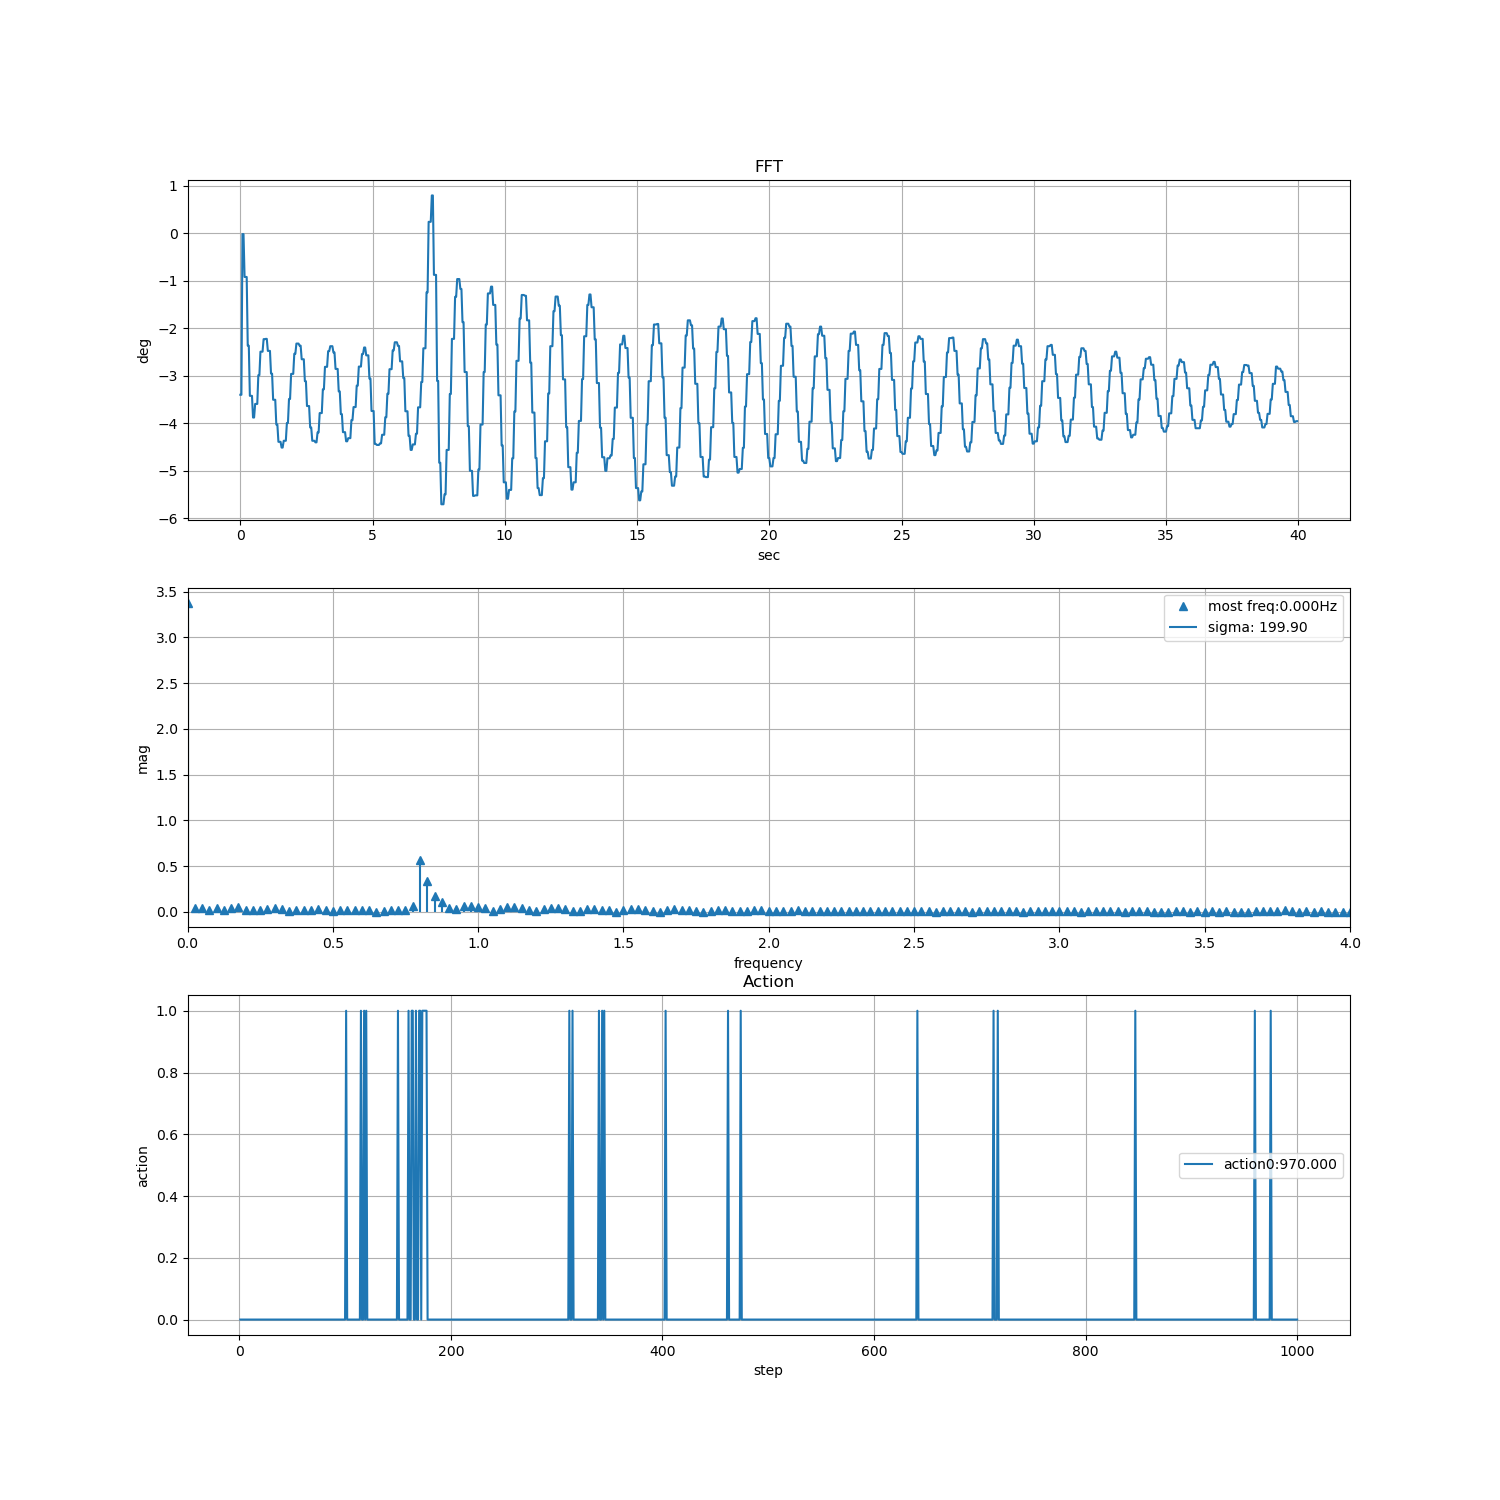 FFT
1
0
−1
−2
−3
−4
−5
−6
deg
0 5 10 15 20 25 30 35 40
sec
3.5
3.0
2.5
2.0
1.5
1.0
0.5
0.0
mag
most freq:0.000Hz
sigma: 199.90
0.0 0.5 1.0 1.5 2.0 2.5 3.0 3.5 4.0
frequency
Action
1.0
0.8
0.6
0.4
0.2
0.0
action
action0:970.000
0 200 400 600 800 1000
step